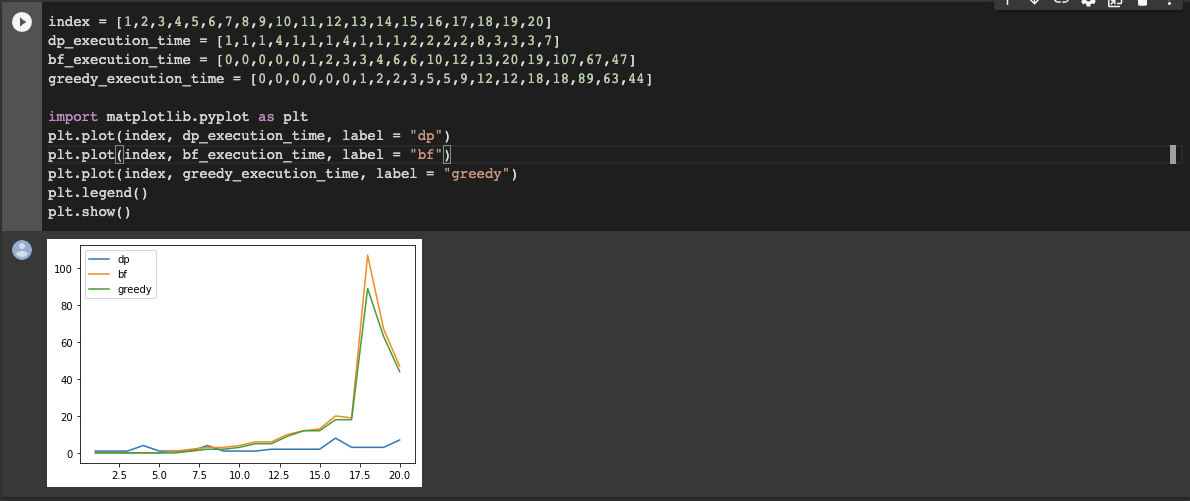 index = [1,2,3,4,5,6,7,8,9,10,11,12,13,14,15,16,17,18,19,20]
dp_execution_time = [1,1,1,4,1,1,1,4,1,1,1,2,2,2,2,8,3,3,3,7]
bf_execution_time = [0,0,0,0,0,1,2,3,3,4,6,6,10,12,13,20,19,107,67,47]
greedy_execution_time = [0,0,0,0,0,0,1,2,2,3,5,5,9,12,12,18,18,89,63,44]
import matplotlib.pyplot as plt
plt.plot(index, dp_execution_time, label = "dp")
plt.plot(index, bf_execution_time, label = "bf")
plt.plot(index, greedy_execution_time, label = "greedy")
plt.legend()
plt.show()
dp
bf
greedy
100
80
60
40
20
0
2.5 5.0 7.5 10.0 12.5 15.0 17.5 20.0